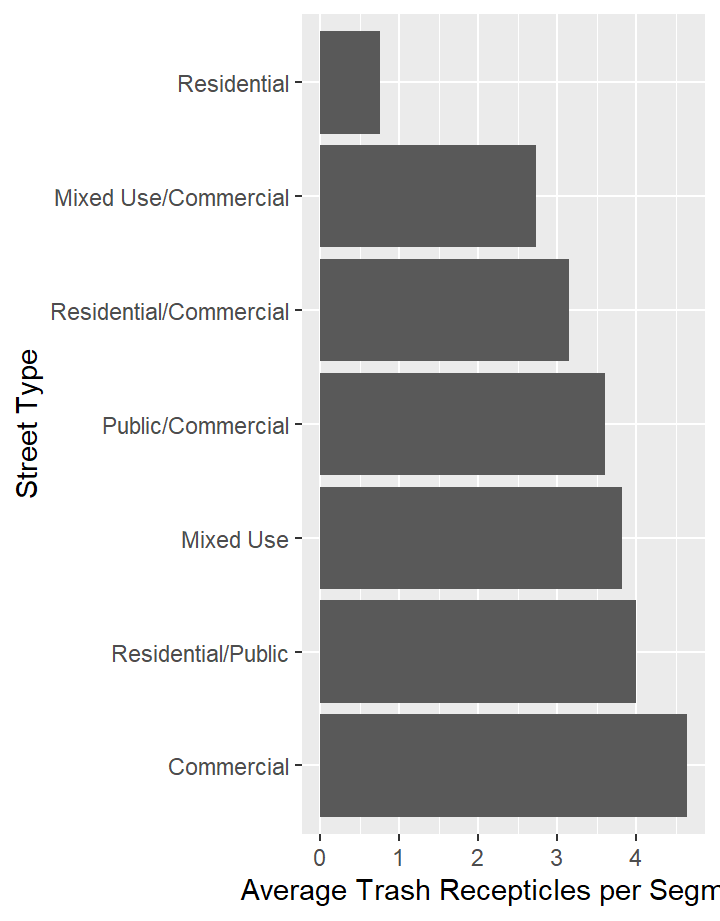 Residential
Mixed Use/Commercial
Residential/Commercial
Public/Commercial
Mixed Use
Residential/Public
Commercial
Street Type
0 1 2 3 4
Average Trash Recepticles per Segm